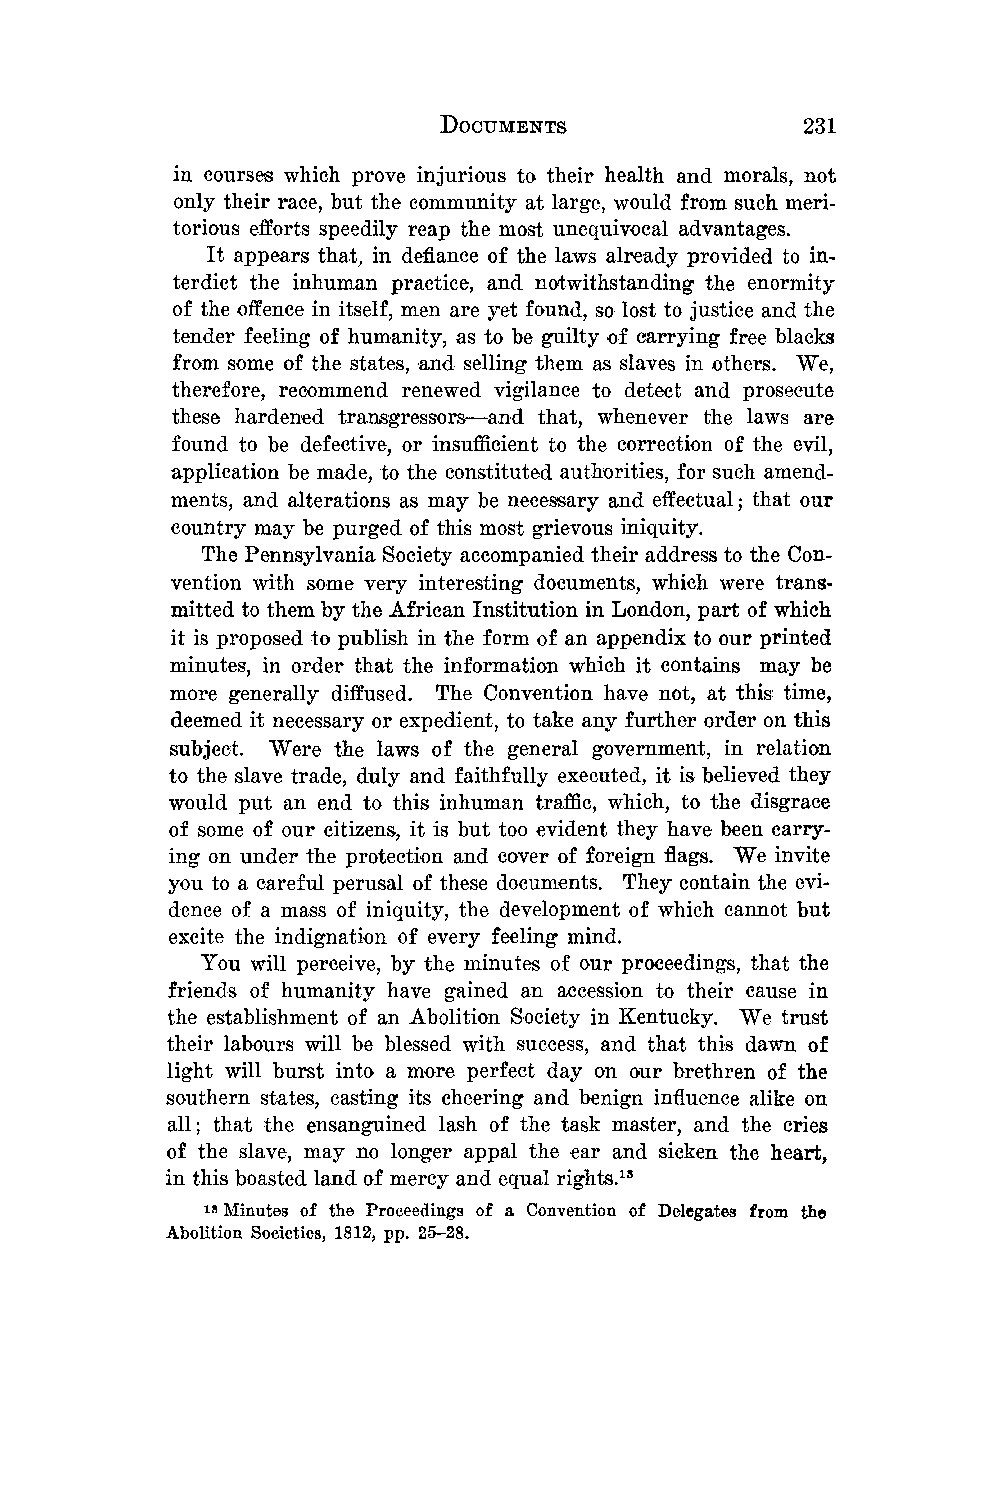 DOCUMENTS 231
in courses which prove injurious to their health and morals, not
only their race, but the community at large, would from such meri-
torious efforts speedily reap the most unequivocal advantages.
It appears that, in defiance of the laws already provided to in-
terdict the inhuman practice, and notwithstanding the enormity
of the offence in itself, men are yet found, so lost to justice and the
tender feeling of humanity, as to be guilty of carrying free blacks
from some of the states, and selling them as slaves in others. We,
therefore, recommend renewed vigilance to detect and prosecute
these hardened transgressors—and that, whenever the laws are
found to be defective, or insufficient to the correction of the evil,
application be made, to the constituted authorities, for such amend-
ments, and alterations as may be necessary and effectual; that our
country may be purged of this most grievous iniquity.
The Pennsylvania Society accompanied their address to the Con-
vention with some very interesting documents, which were trans-
mitted to them by the African Institution in London, part of which
it is proposed to publish in the form of an appendix to our printed
minutes, in order that the information which it contains may be
more generally diffused. The Convention have not, at this time,
deemed it necessary or expedient, to take any further order on this
subject. Were the laws of the general government, in relation
to the slave trade, duly and faithfully executed, it is believed they
would put an end to this inhuman traffic, which, to the disgrace
of some of our citizens, it is but too evident they have been carry-
ing on under the protection and cover of foreign flags. We invite
you to a careful perusal of these documents. They contain the evi-
dence of a mass of iniquity, the development of which cannot but
excite the indignation of every feeling mind.
You will perceive, by the minutes of our proceedings, that the
friends of humanity have gained an accession to their cause in
the establishment of an Abolition Society in Kentucky. We trust
their labours will be blessed with success, and that this dawn of
light will burst into a more perfect day on our brethren of the
southern states, casting its cheering and benign influence alike on
all; that the ensanguined lash of the task master, and the cries
of the slave, may no longer appal the ear and sicken the heart,
in this boasted land of mercy and equal rights.¹³
¹³ Minutes of the Proceedings of a Convention of Delegates from the
Abolition Societies, 1812, pp. 25–28.